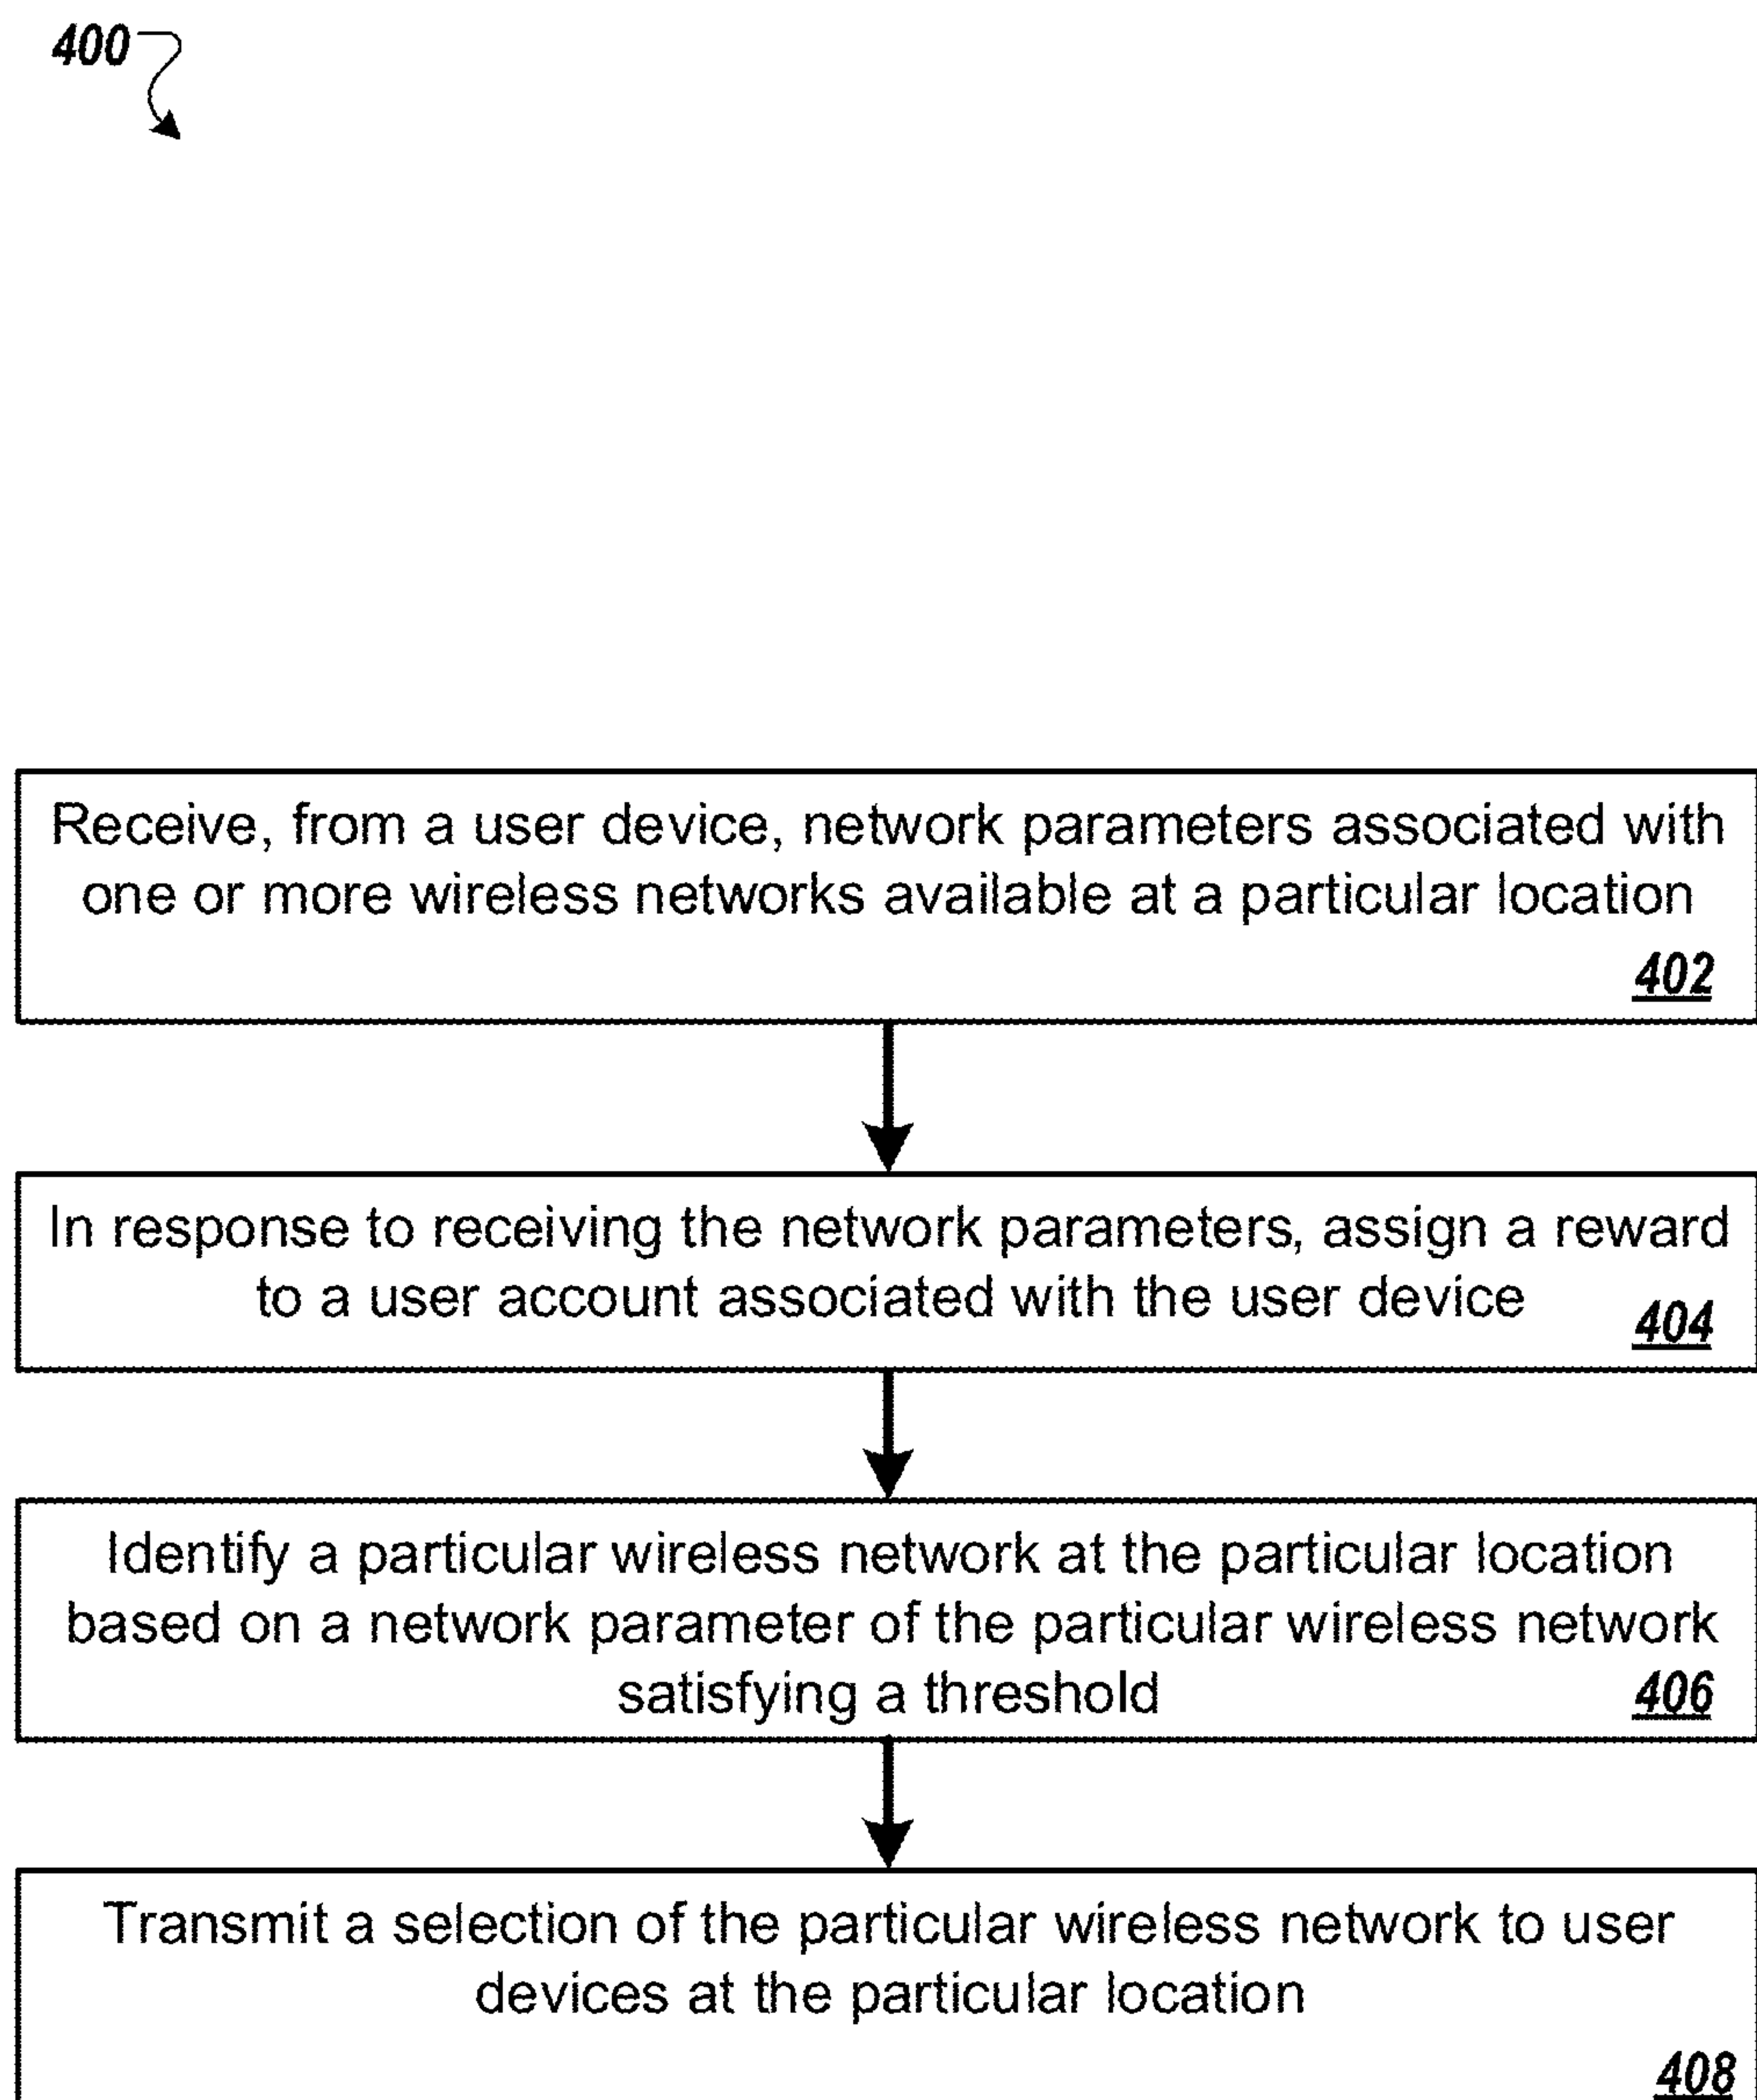 400
Receive, from a user device, network parameters associated with
one or more wireless networks available at a particular location
402
In response to receiving the network parameters, assign a reward
to a user account associated with the user device
404
Identify a particular wireless network at the particular location
based on a network parameter of the particular wireless network
satisfying a threshold
406
Transmit a selection of the particular wireless network to user
devices at the particular location
408